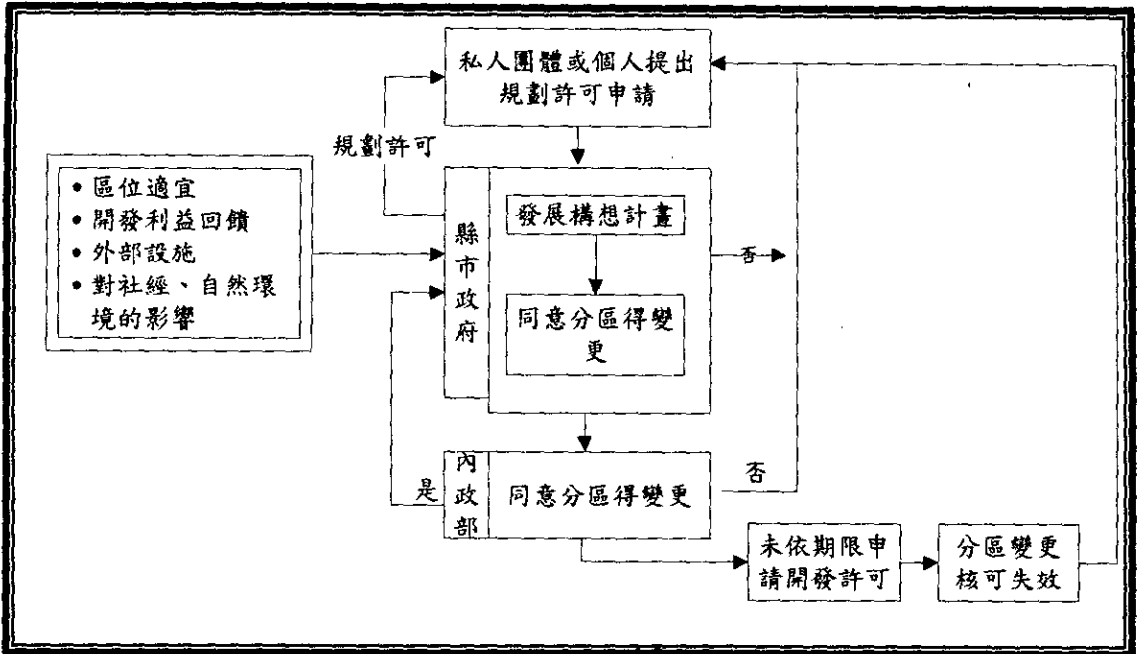 私人團體或個人提出
規劃許可申請
規劃許可
• 區位適宜
• 開發利益回饋
• 外部設施
• 對社經、自然環
境的影響
縣
市
政
府
發展構想計畫
同意分區得變
更
否
內
政
部
同意分區得變更
否
是
未依期限申
請開發許可
分區變更
核可失效